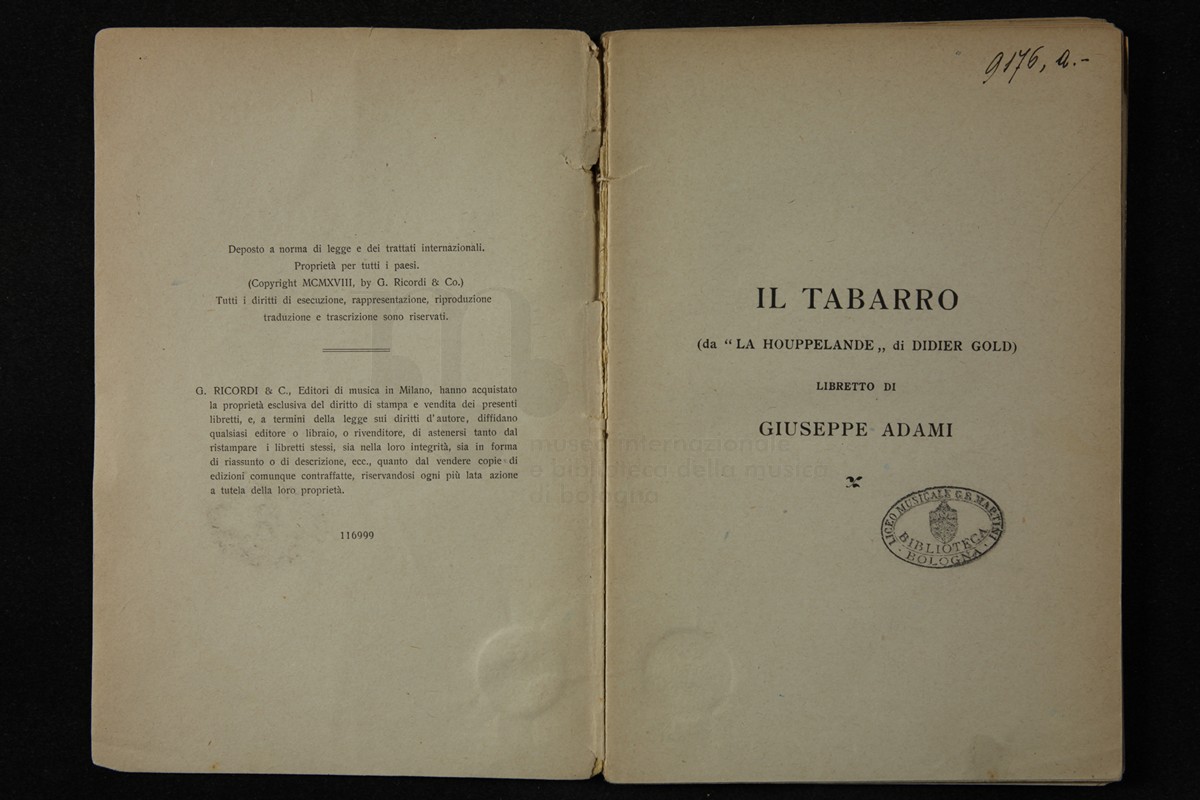 Deposto a norma di legge e dei trattati internazionali.
Proprietà per tutti i paesi.
(Copyright MCMXVIII, by G. Ricordi & Co.)
Tutti i diritti di esecuzione, rappresentazione, riproduzione
traduzione e trascrizione sono riservati.
G. RICORDI & C., Editori di musica in Milano, hanno acquistato
la proprietà esclusiva del diritto di stampa e vendita dei presenti
libretti, e, a termini della legge sui diritti d'autore, diffidano
qualsiasi editore o libraio, o rivenditore, di astenersi tanto dal
ristampare i libretti stessi, sia nella loro integrità, sia in forma
di riassunto o di descrizione, ecc., quanto dal vendere copie di
edizioni comunque contraffatte, riservandosi ogni più lata azione
a tutela della loro proprietà.
116999
9176, a.-
IL TABARRO
(da "LA HOUPPELANDE„ di DIDIER GOLD)
LIBRETTO DI
GIUSEPPE ADAMI
LICEO MUSICALE G. B. MARTINI
BIBLIOTECA
BOLOGNA
museo internazionale
e biblioteca della musica
di bologna